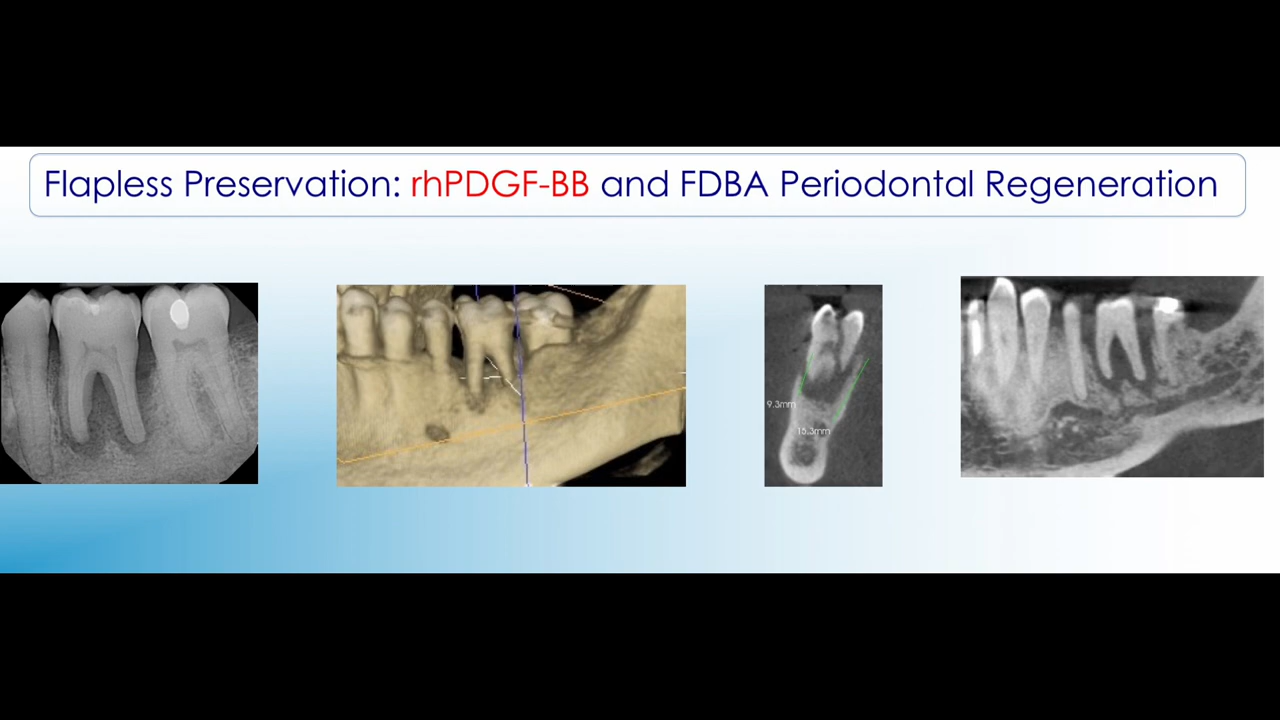 Flapless Preservation: rhPDGF-BB and FDBA Periodontal Regeneration
9.3mm
15.3mm